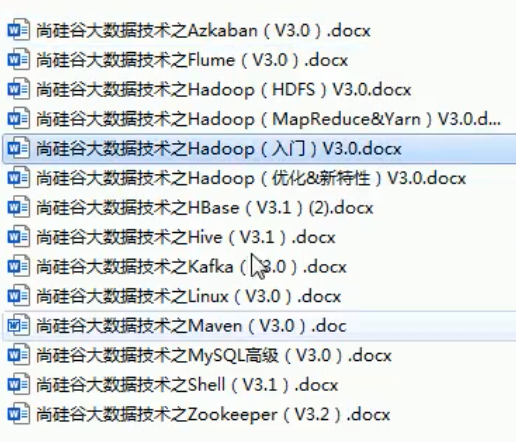 尚硅谷大数据技术之Azkaban（V3.0）.docx
尚硅谷大数据技术之Flume（V3.0）.docx
尚硅谷大数据技术之Hadoop（HDFS）V3.0.docx
尚硅谷大数据技术之Hadoop（MapReduce&Yarn）V3.0.d...
尚硅谷大数据技术之Hadoop（入门）V3.0.docx
尚硅谷大数据技术之Hadoop（优化&新特性）V3.0.docx
尚硅谷大数据技术之HBase（V3.1）(2).docx
尚硅谷大数据技术之Hive（V3.1）.docx
尚硅谷大数据技术之Kafka（V3.0）.docx
尚硅谷大数据技术之Linux（V3.0）.docx
尚硅谷大数据技术之Maven（V3.0）.doc
尚硅谷大数据技术之MySQL高级（V3.0）.docx
尚硅谷大数据技术之Shell（V3.1）.docx
尚硅谷大数据技术之Zookeeper（V3.2）.docx